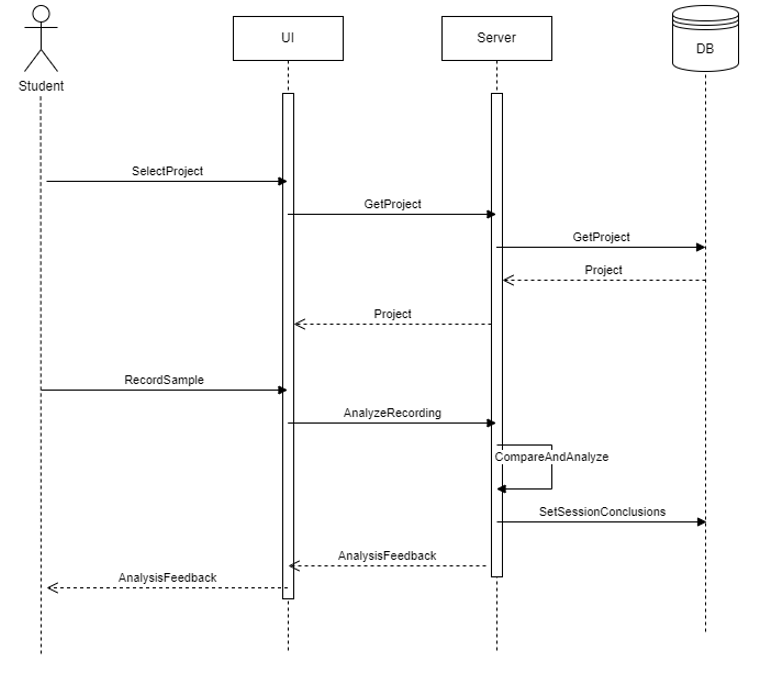 UI
Server
DB
Student
SelectProject
GetProject
GetProject
Project
Project
RecordSample
AnalyzeRecording
CompareAndAnalyze
SetSessionConclusions
AnalysisFeedback
AnalysisFeedback